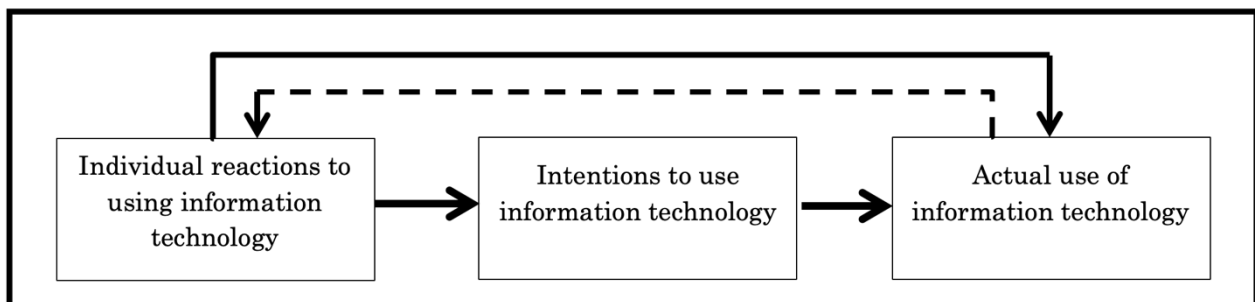 Individual reactions to
using information
technology
Intentions to use
information technology
Actual use of
information technology